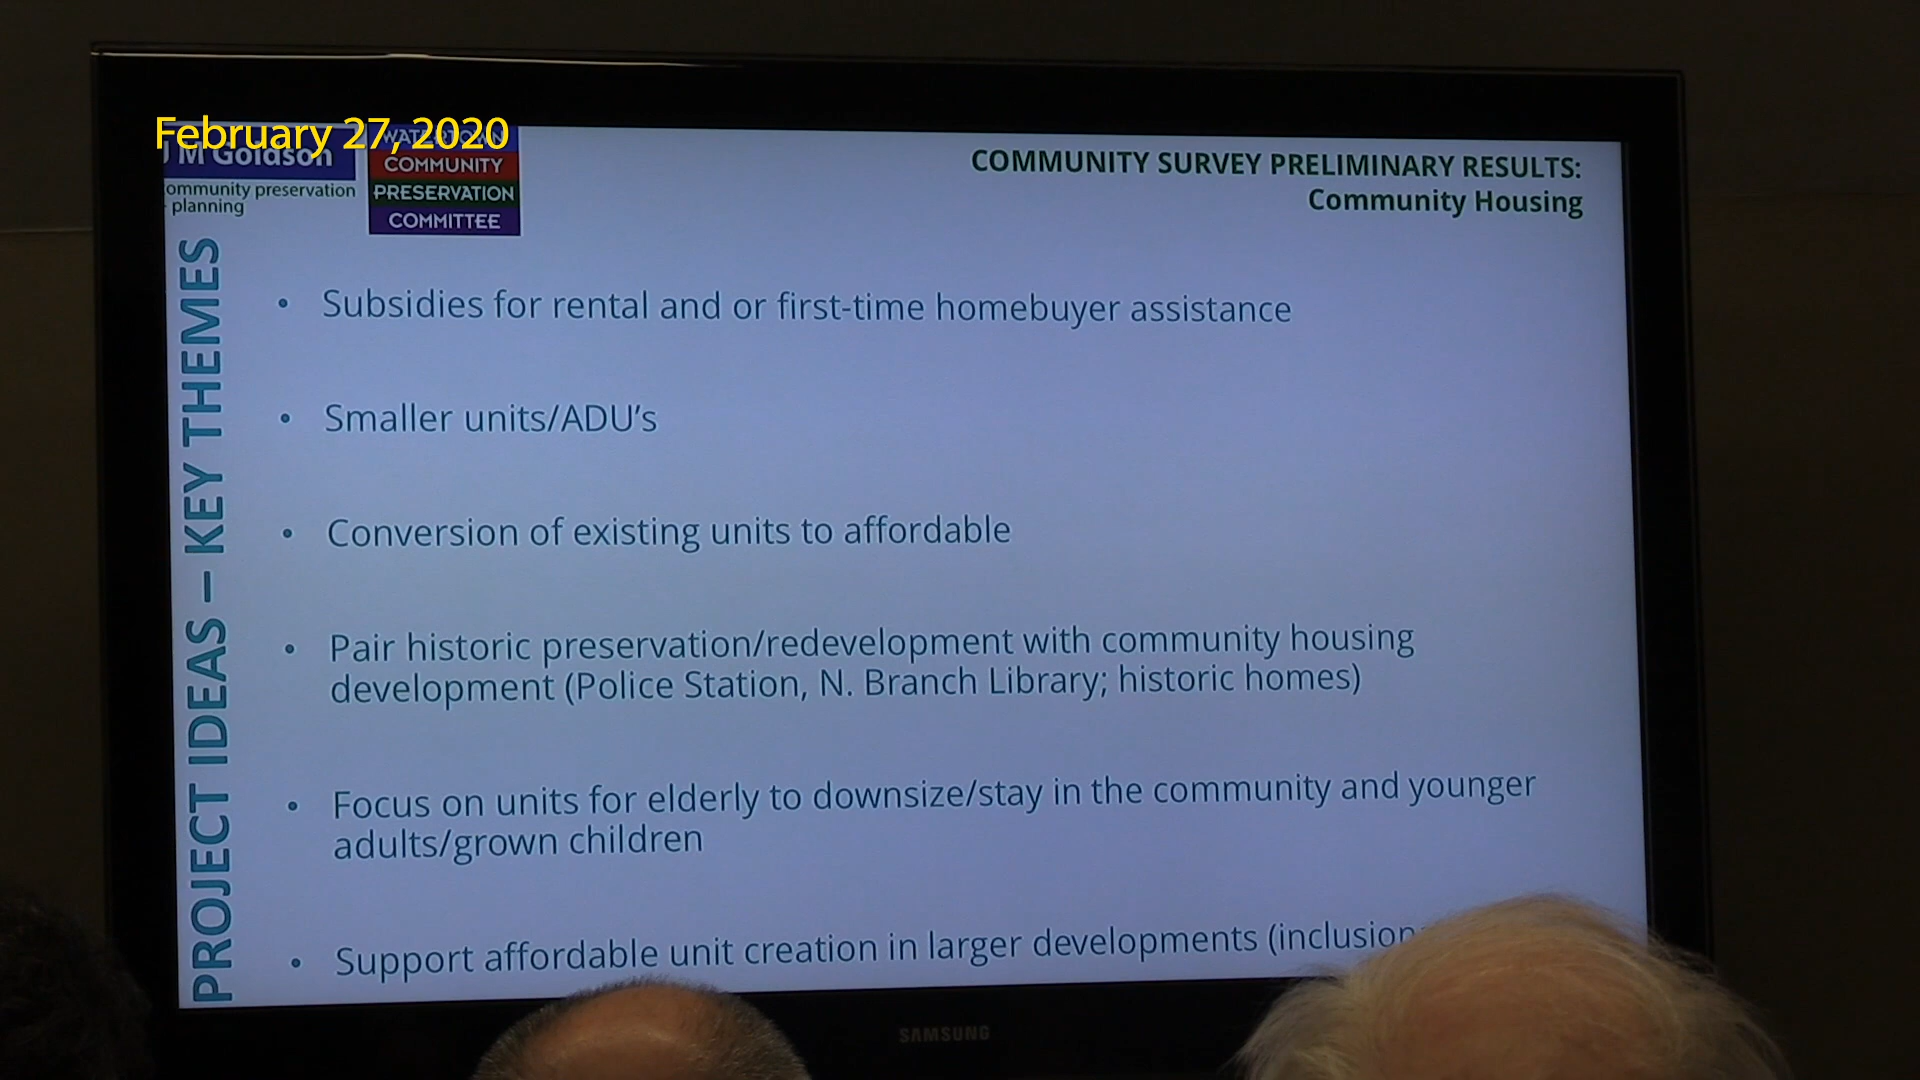 February 27, 2020
J M Goldson
ommunity preservation
planning
WATERTOWN
COMMUNITY
PRESERVATION
COMMITTEE
COMMUNITY SURVEY PRELIMINARY RESULTS:
Community Housing
PROJECT IDEAS – KEY THEMES
• Subsidies for rental and or first-time homebuyer assistance
• Smaller units/ADU's
• Conversion of existing units to affordable
• Pair historic preservation/redevelopment with community housing
development (Police Station, N. Branch Library; historic homes)
• Focus on units for elderly to downsize/stay in the community and younger
adults/grown children
• Support affordable unit creation in larger developments
SAMSUNG